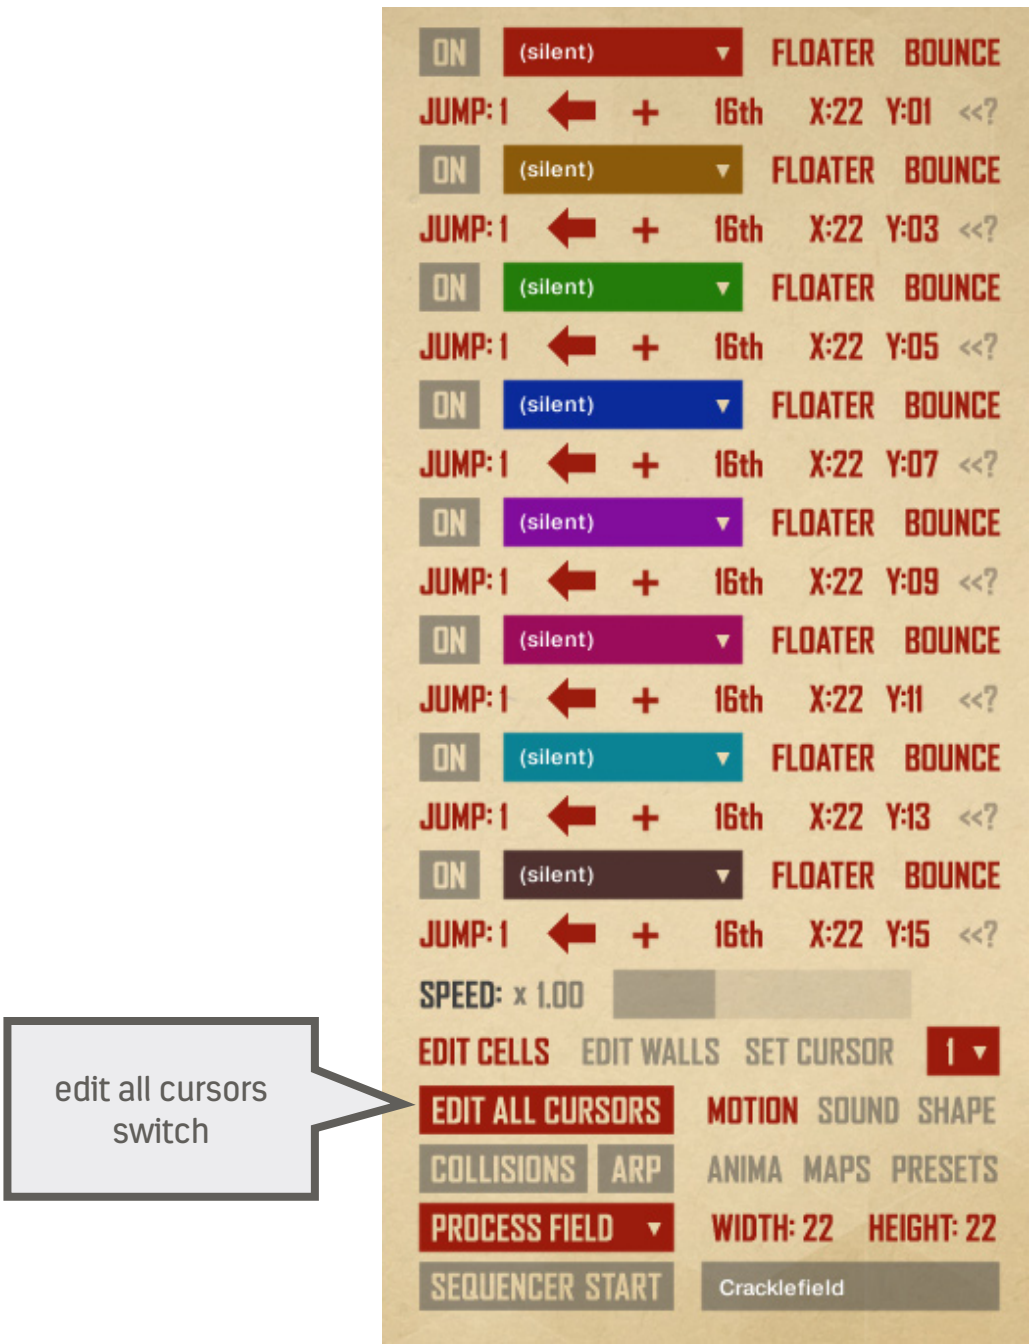 ON (silent) ▼ FLOATER BOUNCE
JUMP: 1 + 16th X:22 Y:01 <<?
ON (silent) ▼ FLOATER BOUNCE
JUMP: 1 + 16th X:22 Y:03 <<?
ON (silent) ▼ FLOATER BOUNCE
JUMP: 1 + 16th X:22 Y:05 <<?
ON (silent) ▼ FLOATER BOUNCE
JUMP: 1 + 16th X:22 Y:07 <<?
ON (silent) ▼ FLOATER BOUNCE
JUMP: 1 + 16th X:22 Y:09 <<?
ON (silent) ▼ FLOATER BOUNCE
JUMP: 1 + 16th X:22 Y:11 <<?
ON (silent) ▼ FLOATER BOUNCE
JUMP: 1 + 16th X:22 Y:13 <<?
ON (silent) ▼ FLOATER BOUNCE
JUMP: 1 + 16th X:22 Y:15 <<?
SPEED: x 1.00
EDIT CELLS EDIT WALLS SET CURSOR 1 ▼
edit all cursors
switch
EDIT ALL CURSORS MOTION SOUND SHAPE
COLLISIONS ARP ANIMA MAPS PRESETS
PROCESS FIELD ▼ WIDTH: 22 HEIGHT: 22
SEQUENCER START Cracklefield